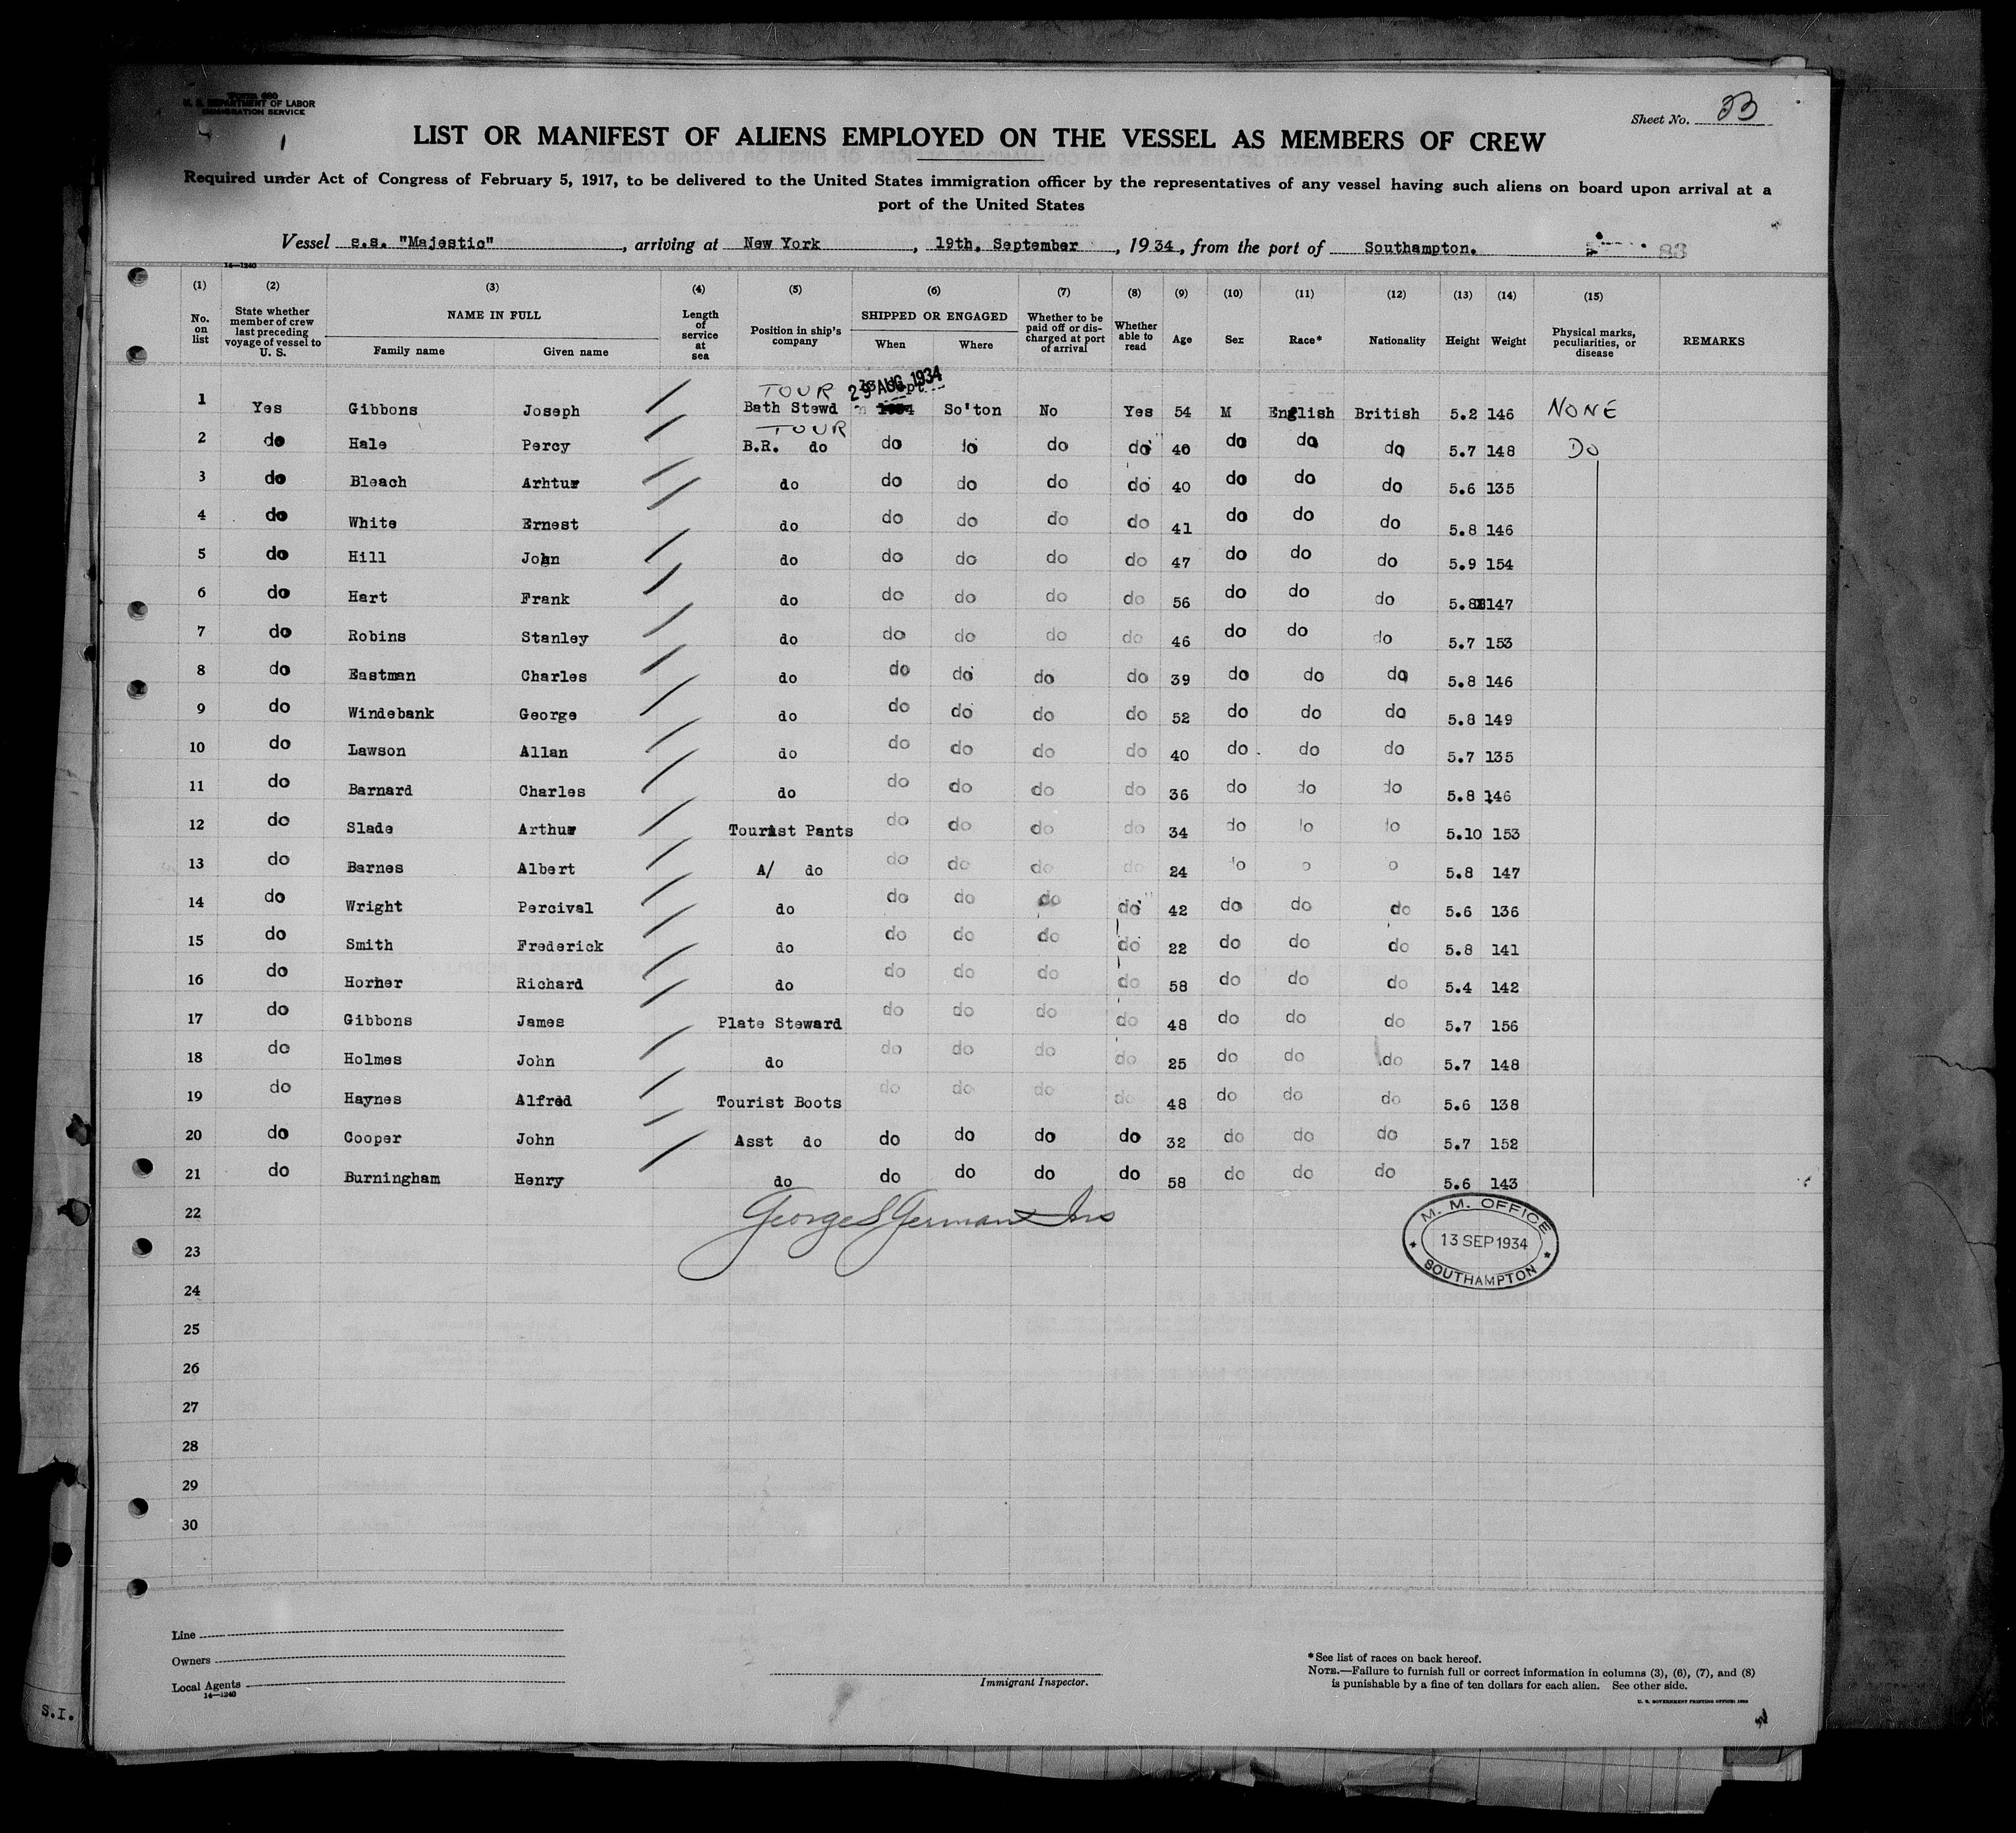 U. S. DEPARTMENT OF LABOR
IMMIGRATION SERVICE
Sheet No.
LIST OR MANIFEST OF ALIENS EMPLOYED ON THE VESSEL AS MEMBERS OF CREW
Required under Act of Congress of February 5, 1917, to be delivered to the United States immigration officer by the representatives of any vessel having such aliens on board upon arrival at a
port of the United States
Vessel s.s. "Majestic", arriving at New York, 19th. September, 1934, from the port of Southampton. 83
14—1240
(1) (2) (3) (4) (5) (6) (7) (8) (9) (10) (11) (12) (13) (14) (15)
No. on list State whether member of crew last preceding voyage of vessel to U. S. NAME IN FULL Family name Given name Length of service at sea Position in ship's company SHIPPED OR ENGAGED When Where Whether to be paid off or discharged at port of arrival Whether able to read Age Sex Race* Nationality Height Weight Physical marks, peculiarities, or disease REMARKS
TOUR 29 AUG 1934
1 Yes Gibbons Joseph Bath Stewd So'ton No Yes 54 M English British 5.2 146 NONE
TOUR
2 do Hale Percy B.R. do do do do do 40 do do do 5.7 148 DO
3 do Bleach Arhtur do do do do do 40 do do do 5.6 135
4 do White Ernest do do do do do 41 do do do 5.8 146
5 do Hill John do do do do do 47 do do do 5.9 154
6 do Hart Frank do do do do do 56 do do do 5.8 147
7 do Robins Stanley do do do do do 46 do do do 5.7 153
8 do Eastman Charles do do do do do 39 do do do 5.8 146
9 do Windebank George do do do do do 52 do do do 5.8 149
10 do Lawson Allan do do do do do 40 do do do 5.7 135
11 do Barnard Charles do do do do do 36 do do do 5.8 146
12 do Slade Arthur Tourist Pants do do do do 34 do do do 5.10 153
13 do Barnes Albert A/ do do do do do 24 do o o 5.8 147
14 do Wright Percival do do do do do 42 do do do 5.6 136
15 do Smith Frederick do do do do do 22 do do do 5.8 141
16 do Horner Richard do do do do do 58 do do do 5.4 142
17 do Gibbons James Plate Steward do do do do 48 do do do 5.7 156
18 do Holmes John do do do do do 25 do do do 5.7 148
19 do Haynes Alfred Tourist Boots do do do do 48 do do do 5.6 138
20 do Cooper John Asst do do do do do 32 do do do 5.7 152
21 do Burningham Henry do do do do do 58 do do do 5.6 143
22 George S German Ins
23
24
25
26
27
28
29
30
M. M. OFFICE
13 SEP 1934
SOUTHAMPTON
Line
Owners
Local Agents
14—1240
Immigrant Inspector.
*See list of races on back hereof.
NOTE.—Failure to furnish full or correct information in columns (3), (6), (7), and (8)
is punishable by a fine of ten dollars for each alien. See other side.
S.I.